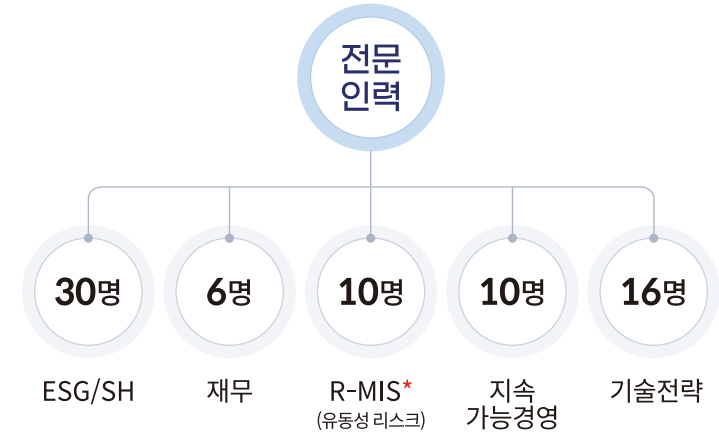 전문
인력
30명
6명
10명
10명
16명
ESG/SH
재무
R-MIS*
(유동성 리스크)
지속
가능경영
기술전략